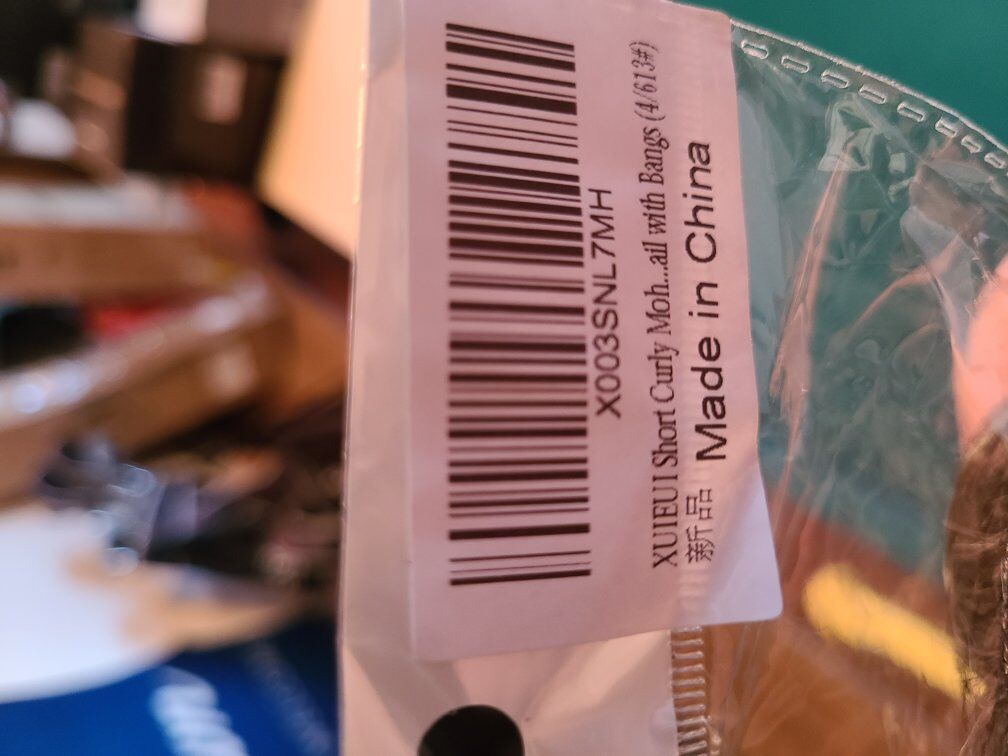 X003SNL7MH
XUIEUI Short Curly Moh...ail with Bangs (4/613#)
新品 Made in China